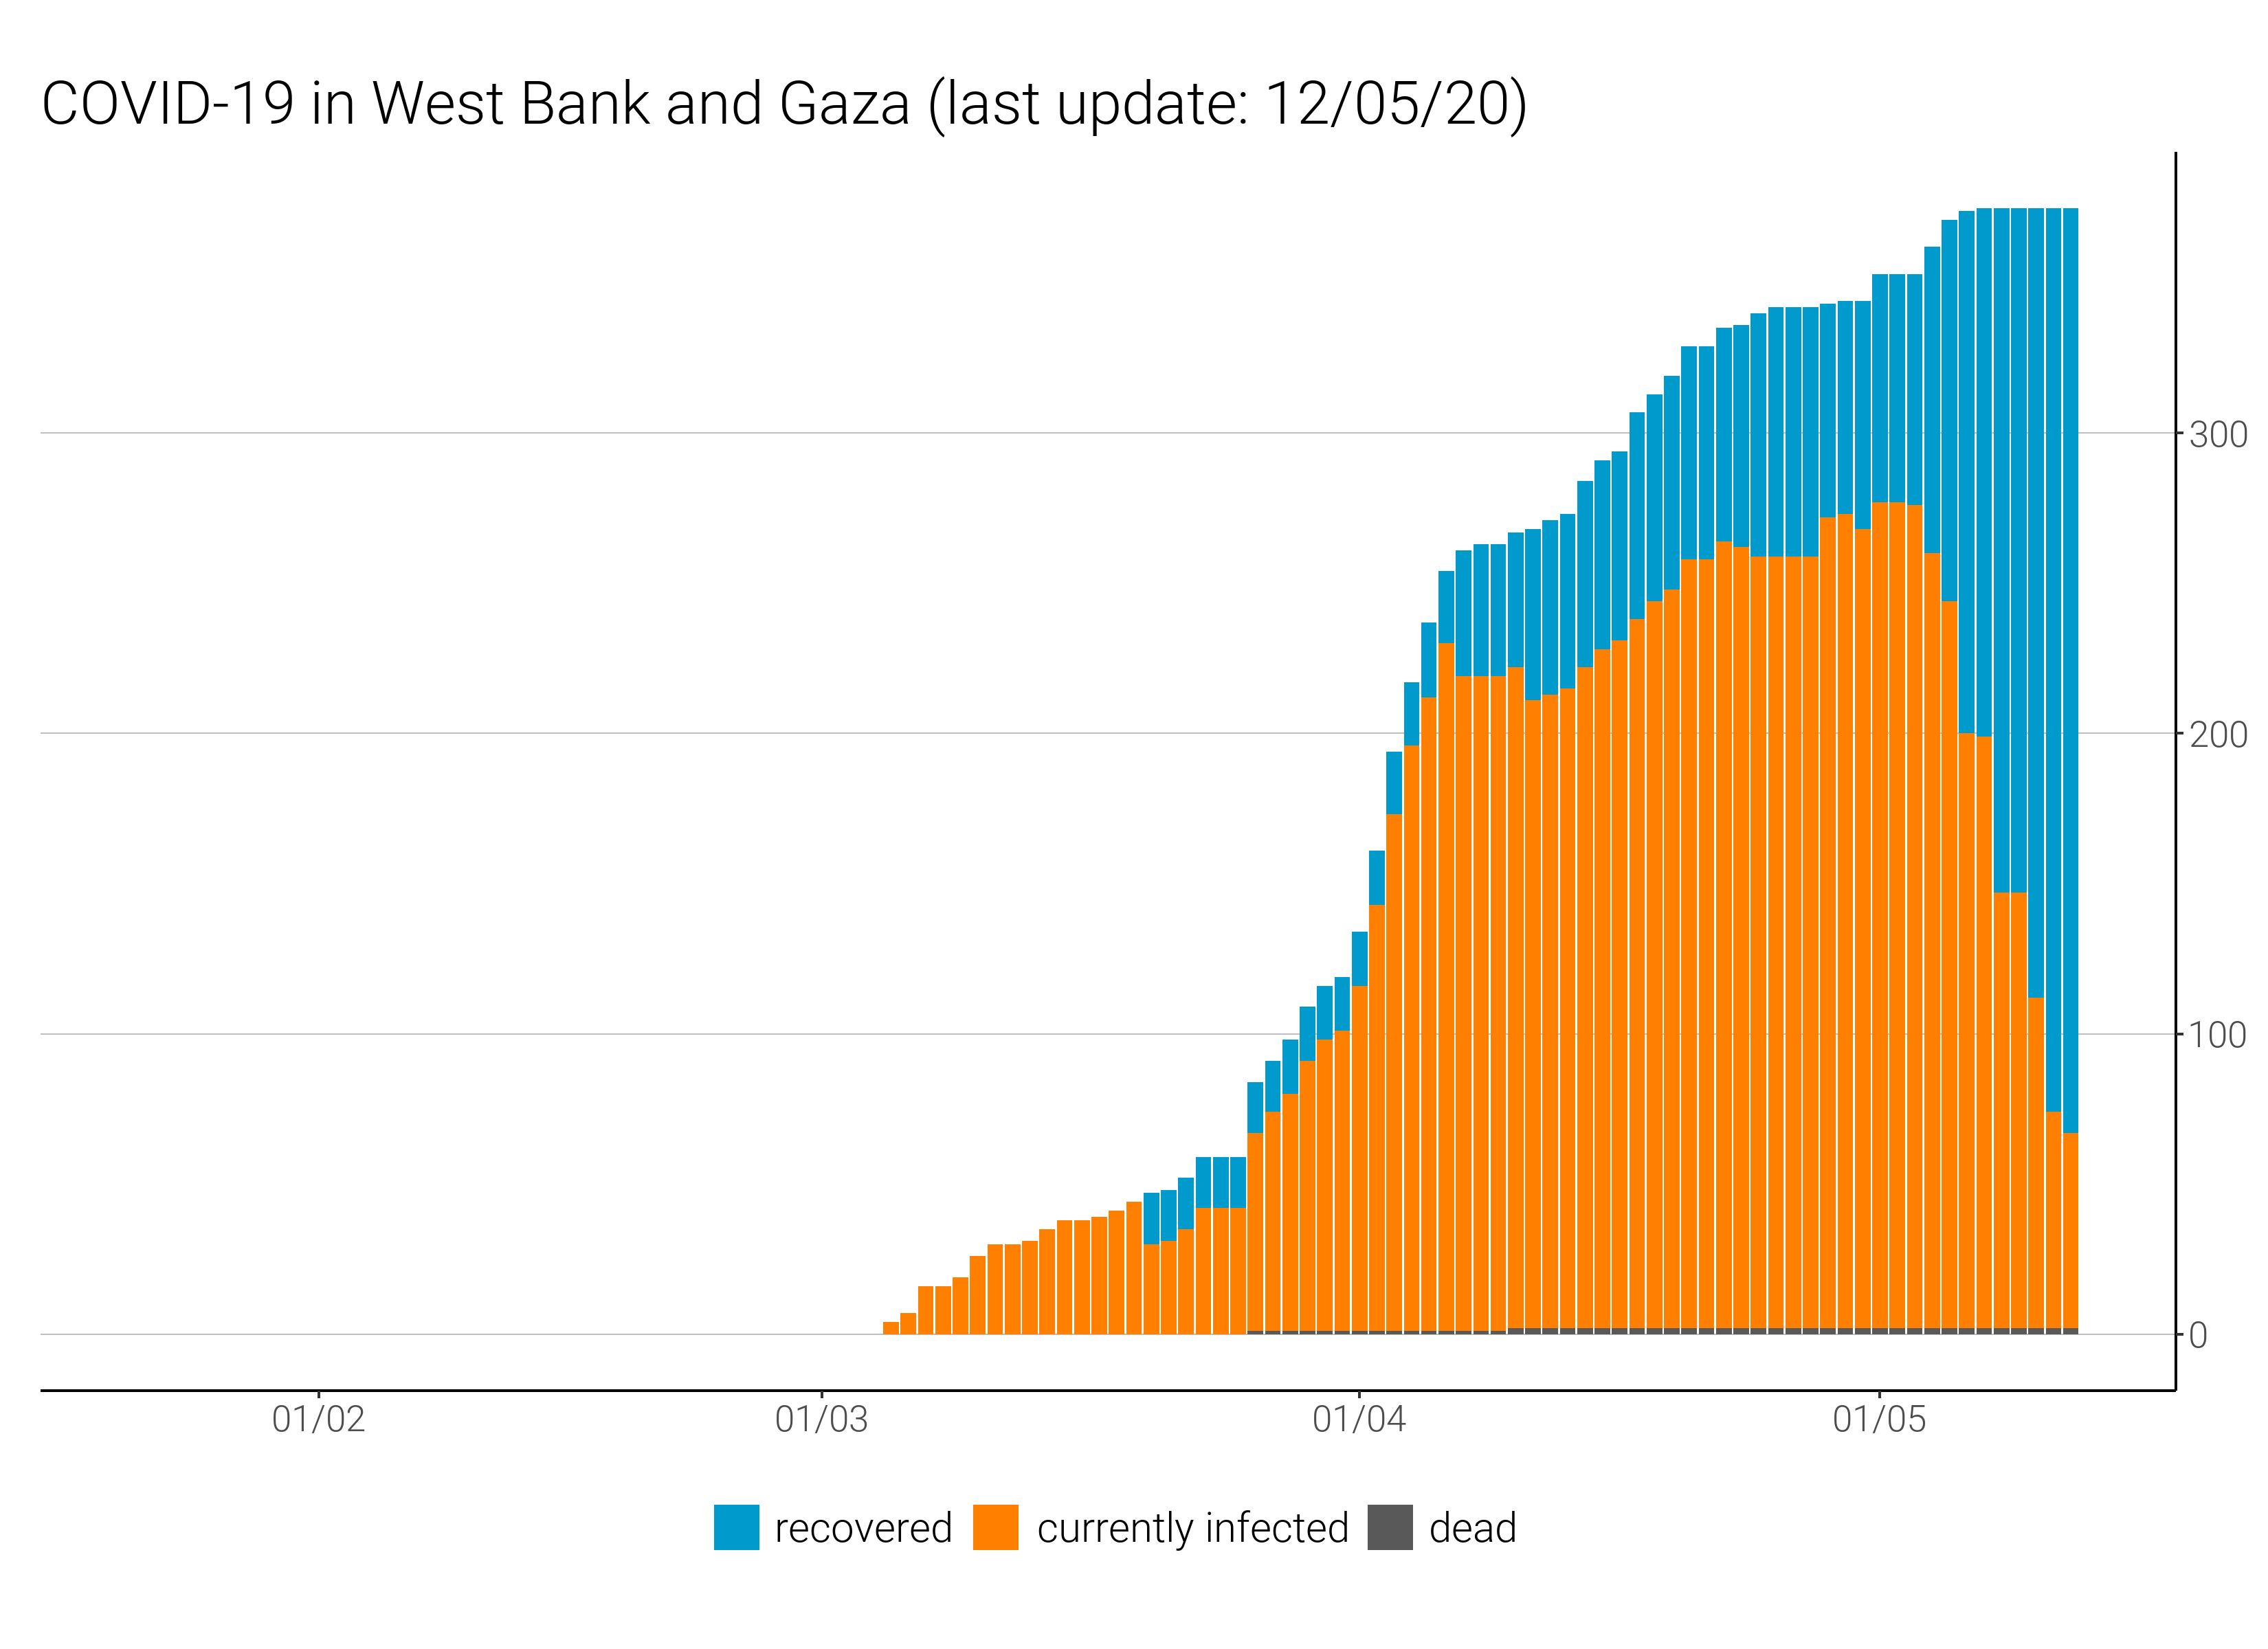 COVID-19 in West Bank and Gaza (last update: 12/05/20)
300
200
100
0
01/02 01/03 01/04 01/05
recovered currently infected dead